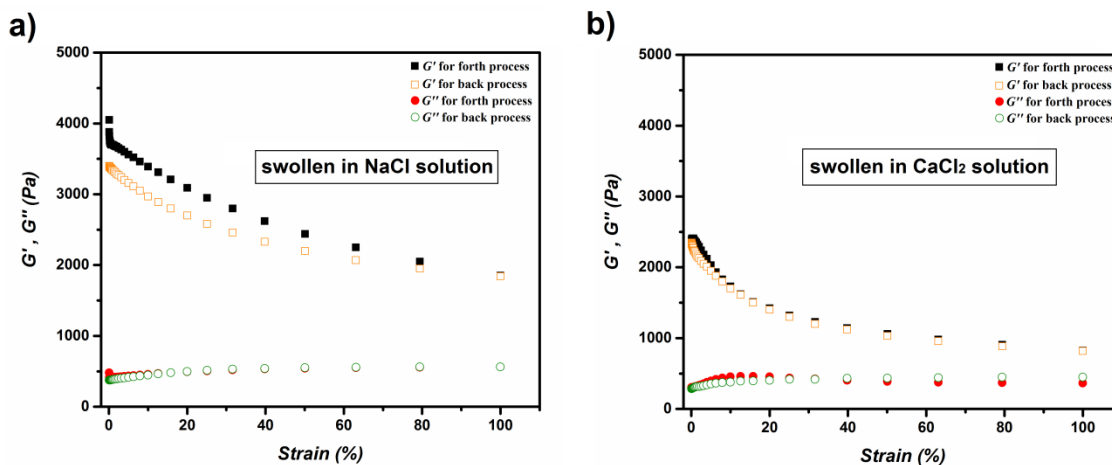 a)
5000
4000
3000
2000
1000
0
G' , G'' (Pa)
G' for forth process
G' for back process
G'' for forth process
G'' for back process
swollen in NaCl solution
0 20 40 60 80 100
Strain (%)
b)
5000
4000
3000
2000
1000
0
G' , G'' (Pa)
G' for forth process
G' for back process
G'' for forth process
G'' for back process
swollen in CaCl₂ solution
0 20 40 60 80 100
Strain (%)